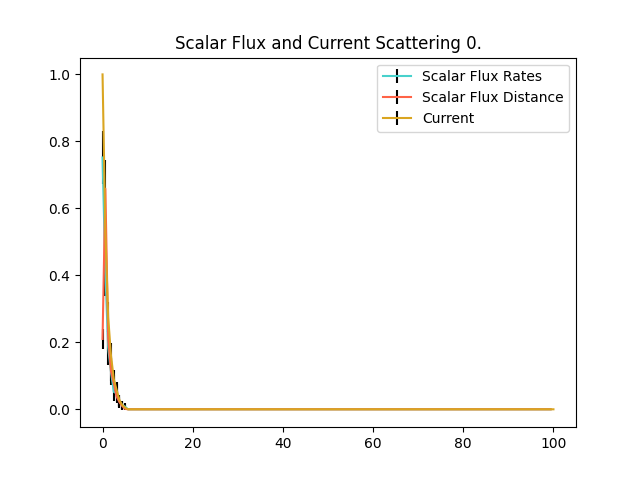 Scalar Flux and Current Scattering 0.
1.0
0.8
0.6
0.4
0.2
0.0
Scalar Flux Rates
Scalar Flux Distance
Current
0 20 40 60 80 100